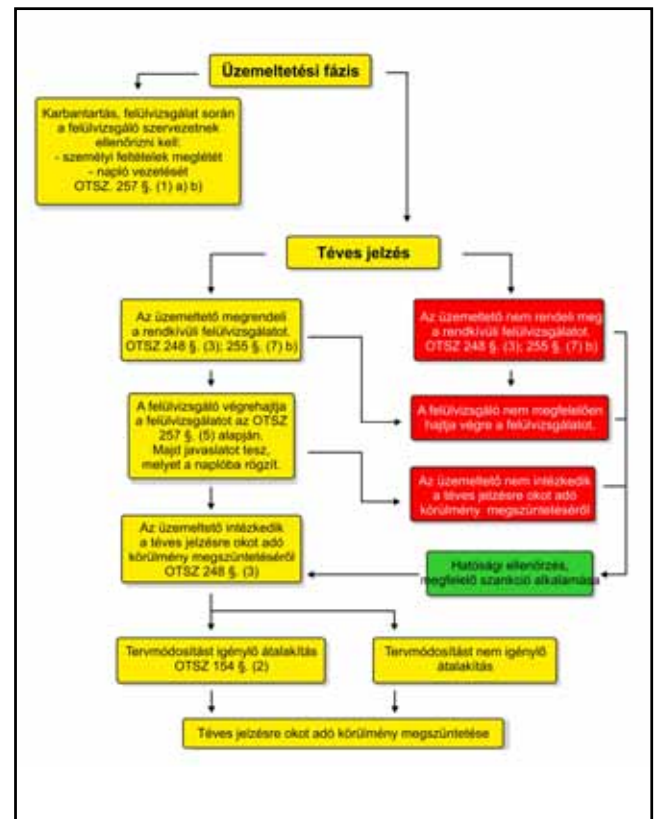 Üzemeltetési fázis
Karbantartás, felülvizsgálat során
a felülvizsgáló szervezetnek
ellenőrizni kell:
- személyi feltételek meglétét
- napló vezetését
OTSZ. 257 §. (1) a) b)
Téves jelzés
Az üzemeltető megrendeli
a rendkívüli felülvizsgálatot.
OTSZ 248 §. (3); 255 §. (7) b)
Az üzemeltető nem rendeli meg
a rendkívüli felülvizsgálatot.
OTSZ 248 §. (3); 255 §. (7) b)
A felülvizsgáló végrehajtja
a felülvizsgálatot az OTSZ
257 §. (5) alapján.
Majd javaslatot tesz,
melyet a naplóba rögzít.
A felülvizsgáló nem megfelelően
hajtja végre a felülvizsgálatot.
Az üzemeltető nem intézkedik
a téves jelzésre okot adó
körülmény megszüntetéséről
Az üzemeltető intézkedik
a téves jelzésre okot adó
körülmény megszüntetéséről
OTSZ 248 §. (3)
Hatósági ellenőrzés,
megfelelő szankció alkalamása
Tervmódosítást igénylő átalakítás
OTSZ 154 §. (2)
Tervmódosítást nem igénylő
átalakítás
Téves jelzésre okot adó körülmény megszüntetése